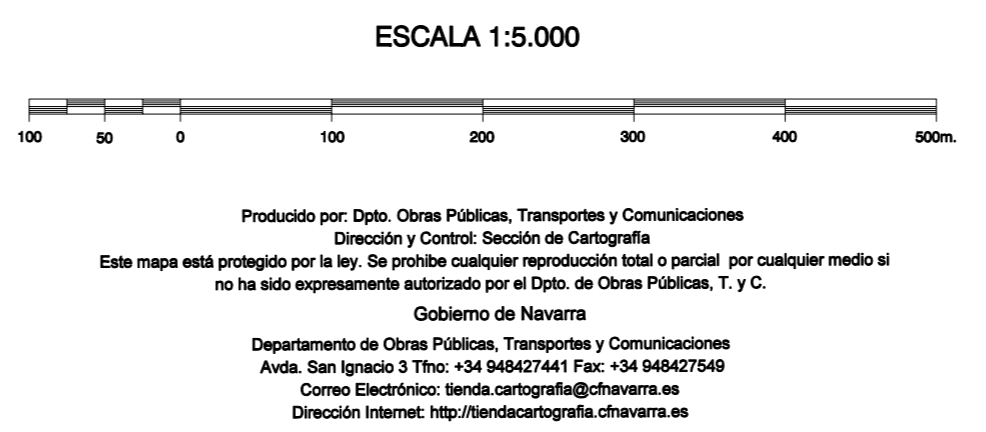 ESCALA 1:5.000
100 50 0 100 200 300 400 500m.
Producido por: Dpto. Obras Públicas, Transportes y Comunicaciones
Dirección y Control: Sección de Cartografía
Este mapa está protegido por la ley. Se prohibe cualquier reproducción total o parcial por cualquier medio si
no ha sido expresamente autorizado por el Dpto. de Obras Públicas, T. y C.
Gobierno de Navarra
Departamento de Obras Públicas, Transportes y Comunicaciones
Avda. San Ignacio 3 Tfno: +34 948427441 Fax: +34 948427549
Correo Electrónico: tienda.cartografia@cfnavarra.es
Dirección Internet: http://tiendacartografia.cfnavarra.es